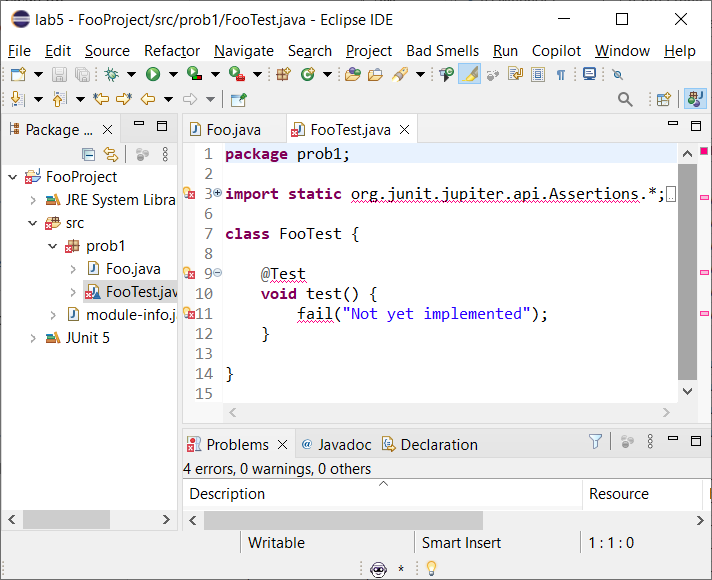 lab5 - FooProject/src/prob1/FooTest.java - Eclipse IDE
File Edit Source Refactor Navigate Search Project Bad Smells Run Copilot Window Help
Package ...
FooProject
JRE System Libra
src
prob1
Foo.java
FooTest.jav
module-info.j
JUnit 5
Foo.java FooTest.java
1 package prob1;
2
3 import static org.junit.jupiter.api.Assertions.*;
6
7 class FooTest {
8
9 @Test
10 void test() {
11 fail("Not yet implemented");
12 }
13
14 }
15
Problems @ Javadoc Declaration
4 errors, 0 warnings, 0 others
Description Resource
Writable Smart Insert 1 : 1 : 0